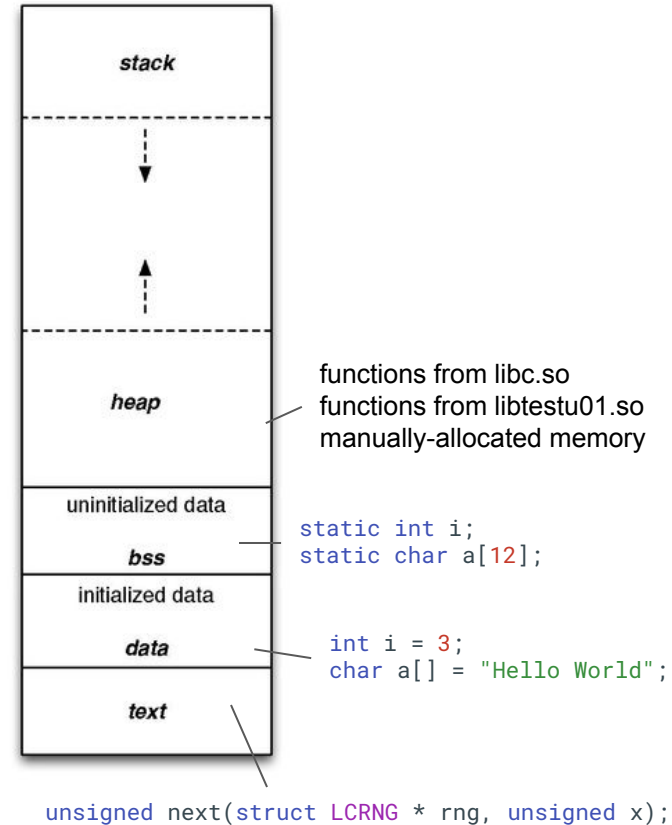 stack
heap
functions from libc.so
functions from libtestu01.so
manually-allocated memory
uninitialized data
bss
static int i;
static char a[12];
initialized data
data
int i = 3;
char a[] = "Hello World";
text
unsigned next(struct LCRNG * rng, unsigned x);